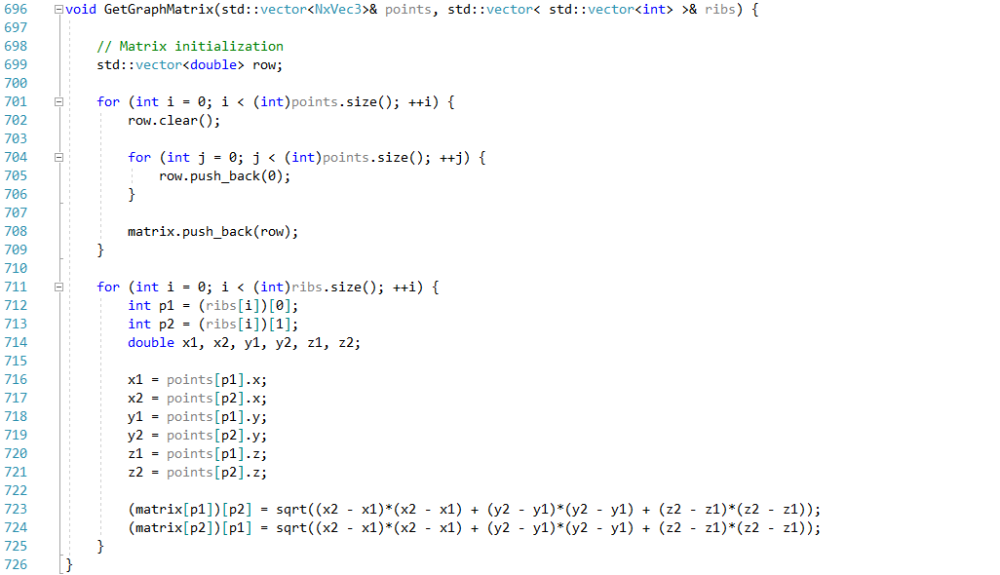 696 void GetGraphMatrix(std::vector<NxVec3>& points, std::vector< std::vector<int> >& ribs) {
697
698     // Matrix initialization
699     std::vector<double> row;
700
701     for (int i = 0; i < (int)points.size(); ++i) {
702         row.clear();
703
704         for (int j = 0; j < (int)points.size(); ++j) {
705             row.push_back(0);
706         }
707
708         matrix.push_back(row);
709     }
710
711     for (int i = 0; i < (int)ribs.size(); ++i) {
712         int p1 = (ribs[i])[0];
713         int p2 = (ribs[i])[1];
714         double x1, x2, y1, y2, z1, z2;
715
716         x1 = points[p1].x;
717         x2 = points[p2].x;
718         y1 = points[p1].y;
719         y2 = points[p2].y;
720         z1 = points[p1].z;
721         z2 = points[p2].z;
722
723         (matrix[p1])[p2] = sqrt((x2 - x1)*(x2 - x1) + (y2 - y1)*(y2 - y1) + (z2 - z1)*(z2 - z1));
724         (matrix[p2])[p1] = sqrt((x2 - x1)*(x2 - x1) + (y2 - y1)*(y2 - y1) + (z2 - z1)*(z2 - z1));
725     }
726 }